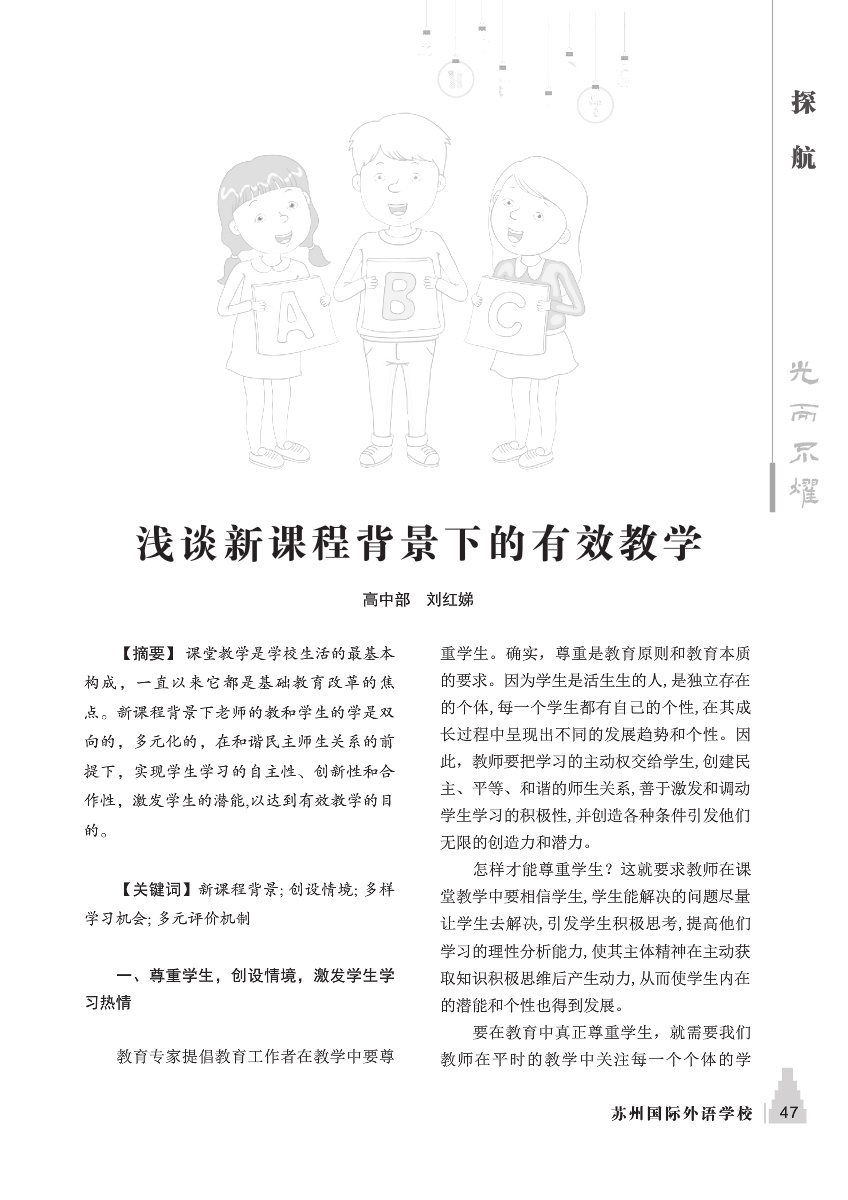 探
航
光
而
不
耀
A
B
C
浅谈新课程背景下的有效教学
高中部 刘红娣
【摘要】 课堂教学是学校生活的最基本
构成，一直以来它都是基础教育改革的焦
点。新课程背景下老师的教和学生的学是双
向的，多元化的，在和谐民主师生关系的前
提下，实现学生学习的自主性、创新性和合
作性，激发学生的潜能,以达到有效教学的目
的。
【关键词】新课程背景; 创设情境; 多样
学习机会; 多元评价机制
一、尊重学生，创设情境，激发学生学
习热情
教育专家提倡教育工作者在教学中要尊
重学生。确实，尊重是教育原则和教育本质
的要求。因为学生是活生生的人, 是独立存在
的个体, 每一个学生都有自己的个性, 在其成
长过程中呈现出不同的发展趋势和个性。因
此，教师要把学习的主动权交给学生, 创建民
主、平等、和谐的师生关系, 善于激发和调动
学生学习的积极性, 并创造各种条件引发他们
无限的创造力和潜力。
怎样才能尊重学生？这就要求教师在课
堂教学中要相信学生, 学生能解决的问题尽量
让学生去解决, 引发学生积极思考, 提高他们
学习的理性分析能力, 使其主体精神在主动获
取知识积极思维后产生动力, 从而使学生内在
的潜能和个性也得到发展。
要在教育中真正尊重学生，就需要我们
教师在平时的教学中关注每一个个体的学
苏州国际外语学校
47